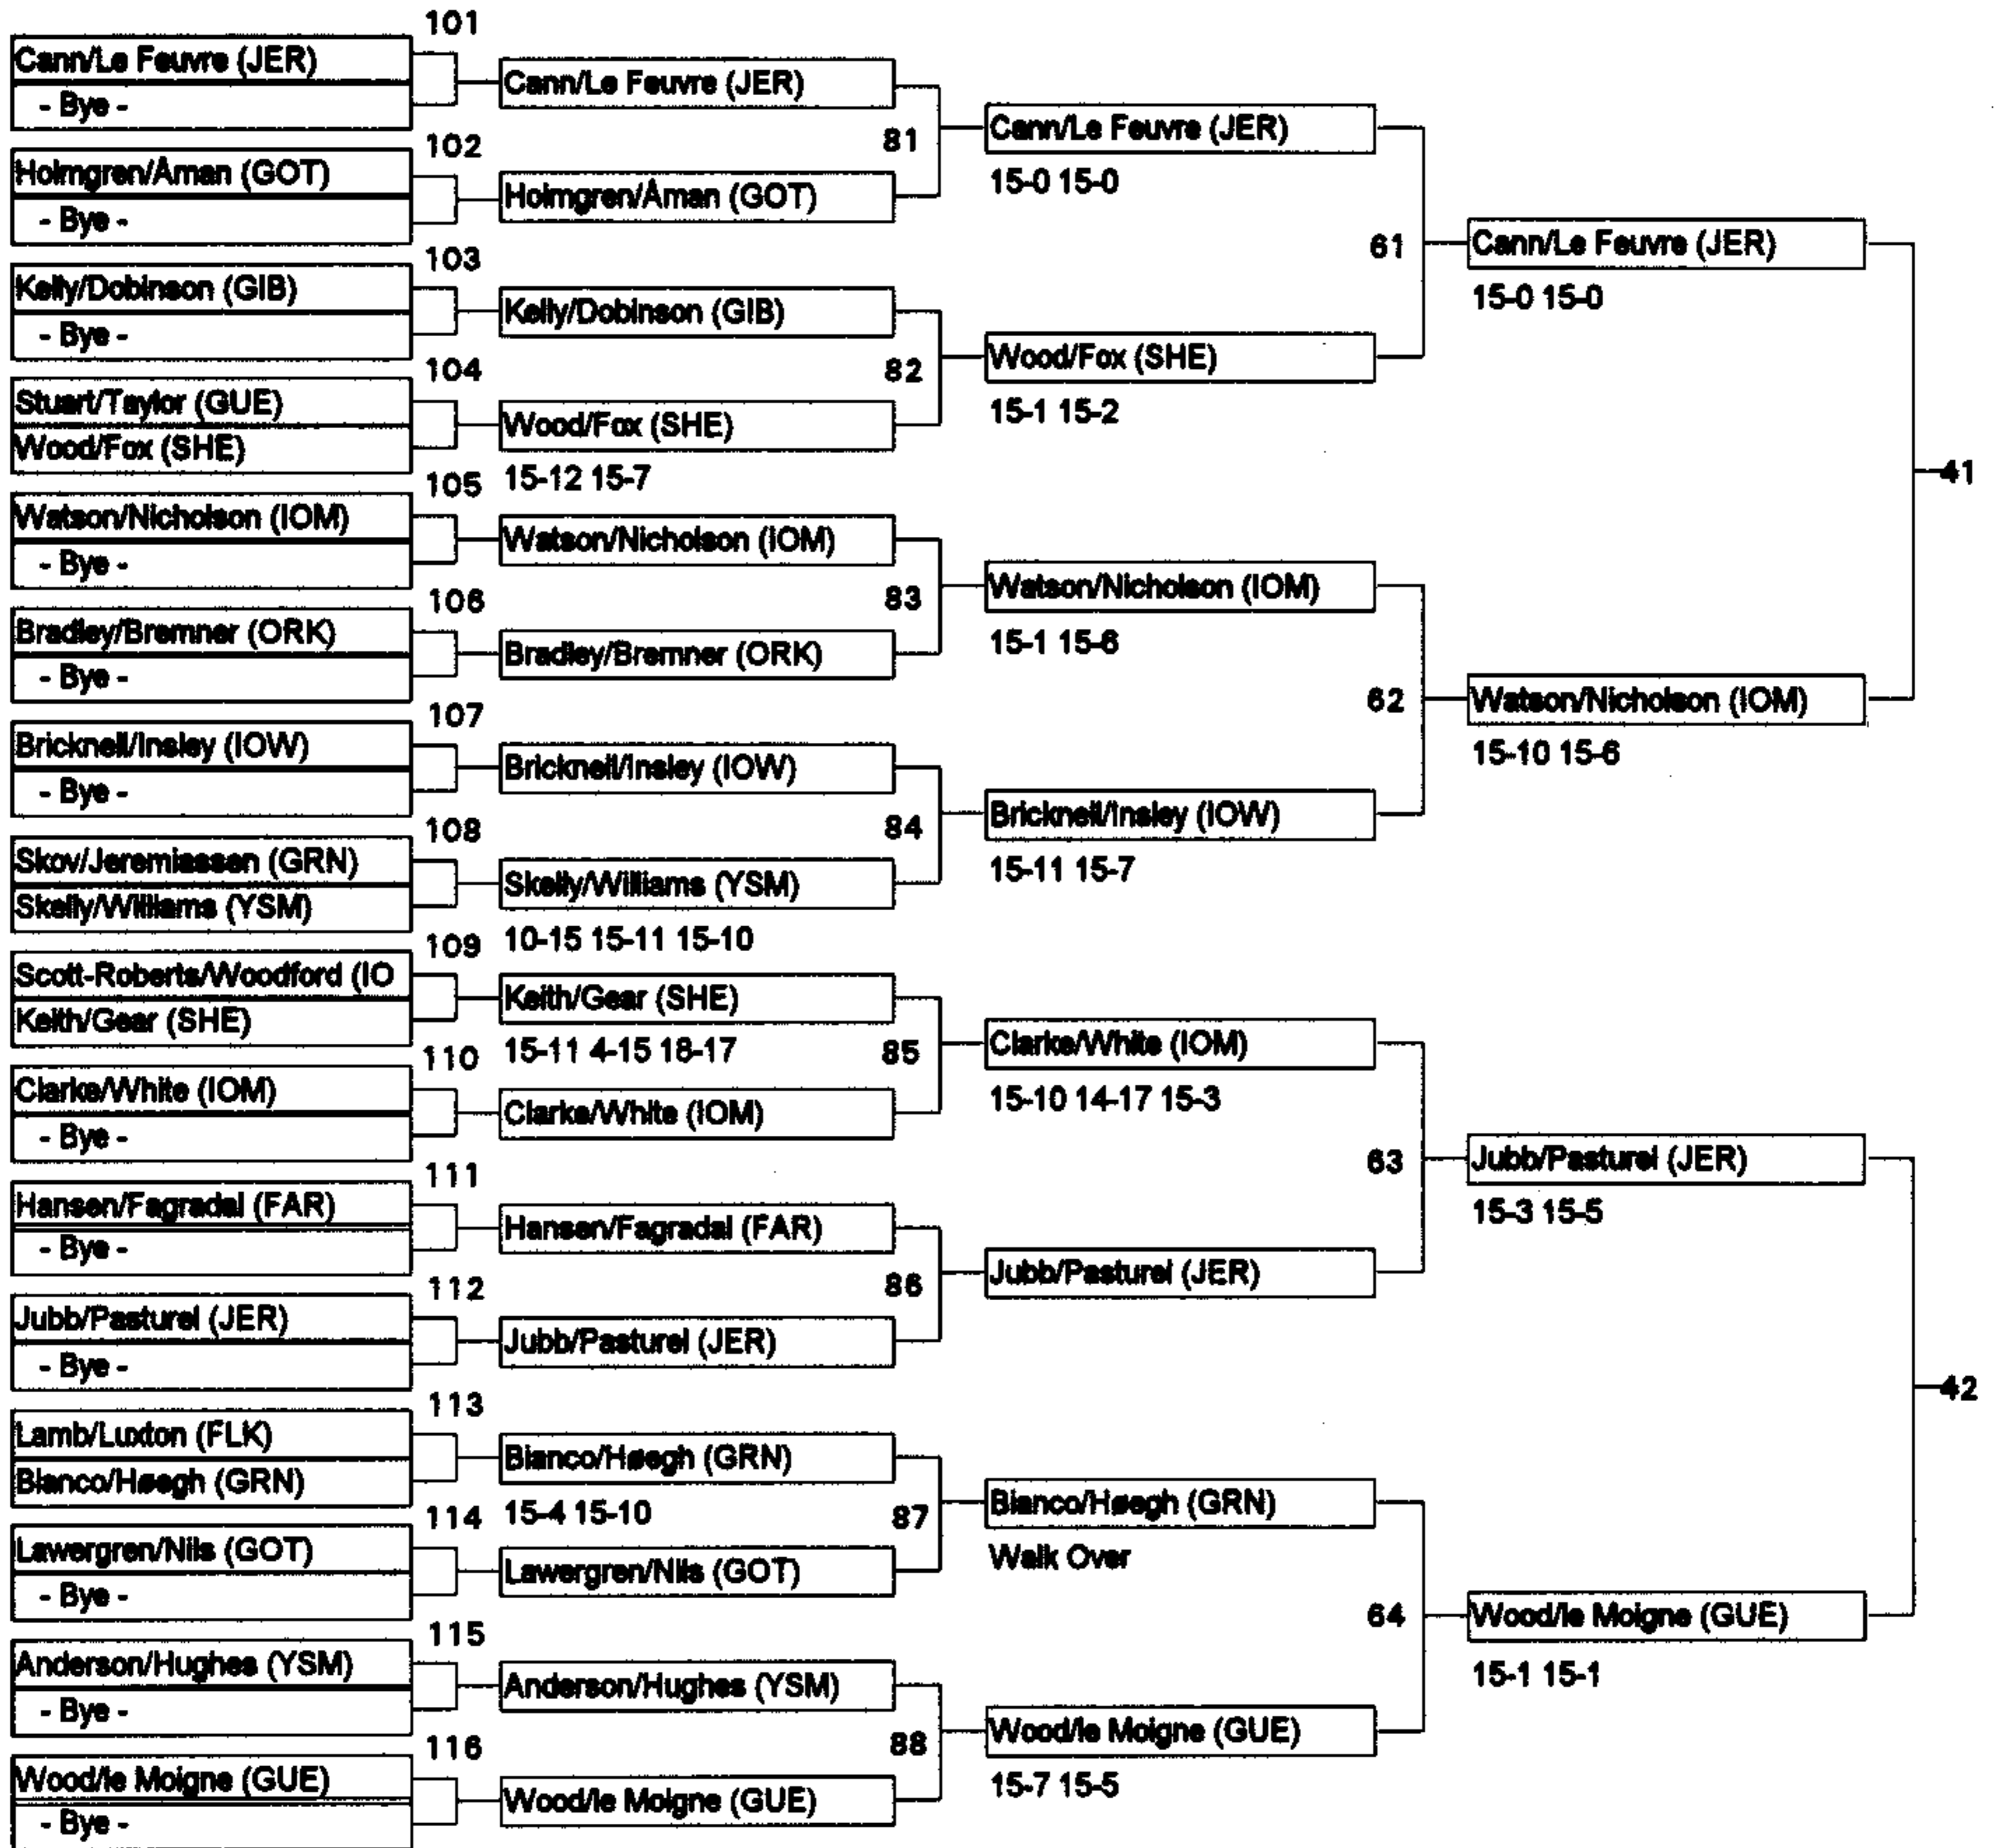 101
Cann/Le Feuvre (JER)
- Bye -
102
Holmgren/Åman (GOT)
- Bye -
103
Kelly/Dobinson (GIB)
- Bye -
104
Stuart/Taylor (GUE)
Wood/Fox (SHE)
105
Watson/Nicholson (IOM)
- Bye -
106
Bradley/Bremner (ORK)
- Bye -
107
Bricknell/Insley (IOW)
- Bye -
108
Skov/Jeremiassen (GRN)
Skelly/Williams (YSM)
109
Scott-Roberts/Woodford (IO
Keith/Gear (SHE)
110
Clarke/White (IOM)
- Bye -
111
Hansen/Fagradal (FAR)
- Bye -
112
Jubb/Pasturel (JER)
- Bye -
113
Lamb/Luxton (FLK)
Bianco/Høegh (GRN)
114
Lawergren/Nils (GOT)
- Bye -
115
Anderson/Hughes (YSM)
- Bye -
116
Wood/le Moigne (GUE)
- Bye -
Cann/Le Feuvre (JER)
81
Holmgren/Åman (GOT)
Kelly/Dobinson (GIB)
82
Wood/Fox (SHE)
15-12 15-7
Watson/Nicholson (IOM)
83
Bradley/Bremner (ORK)
Bricknell/Insley (IOW)
84
Skelly/Williams (YSM)
10-15 15-11 15-10
Keith/Gear (SHE)
15-11 4-15 18-17
85
Clarke/White (IOM)
Hansen/Fagradal (FAR)
86
Jubb/Pasturel (JER)
Bianco/Høegh (GRN)
15-4 15-10
87
Lawergren/Nils (GOT)
Anderson/Hughes (YSM)
88
Wood/le Moigne (GUE)
Cann/Le Feuvre (JER)
15-0 15-0
61
Wood/Fox (SHE)
15-1 15-2
Watson/Nicholson (IOM)
15-1 15-6
62
Bricknell/Insley (IOW)
15-11 15-7
Clarke/White (IOM)
15-10 14-17 15-3
63
Jubb/Pasturel (JER)
Bianco/Høegh (GRN)
Walk Over
64
Wood/le Moigne (GUE)
15-7 15-5
Cann/Le Feuvre (JER)
15-0 15-0
41
Watson/Nicholson (IOM)
15-10 15-6
Jubb/Pasturel (JER)
15-3 15-5
42
Wood/le Moigne (GUE)
15-1 15-1